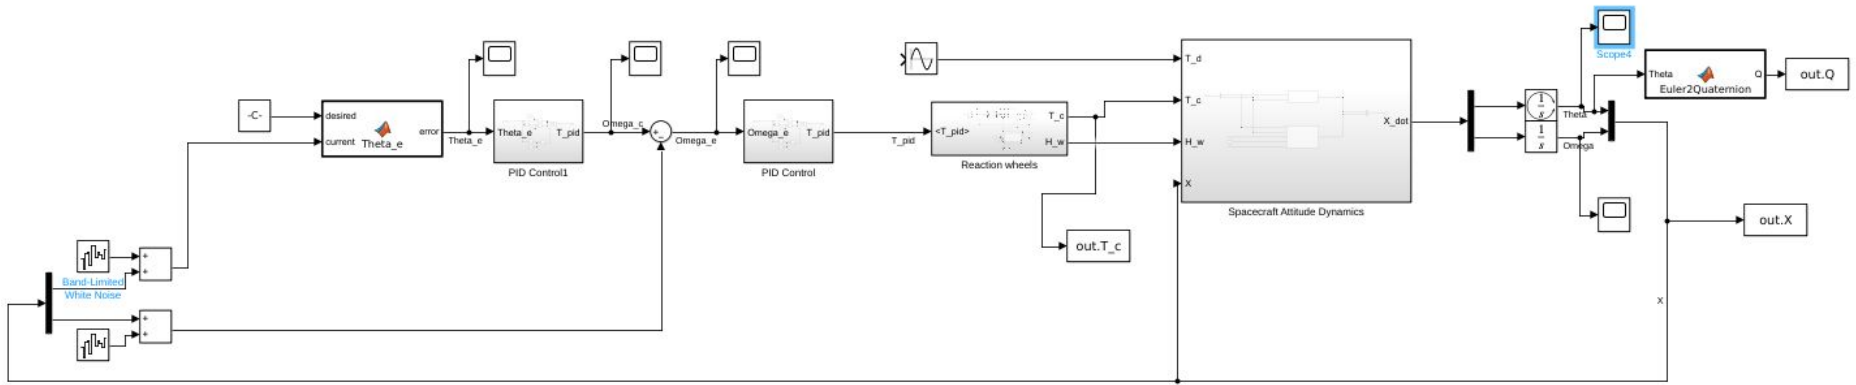 Scope4
Theta
Q
Euler2Quaternion
out.Q
T_d
T_c
H_w
X
X_dot
Spacecraft Attitude Dynamics
1
s
Theta
1
s
Omega
-C-
desired
current
error
Theta_e
Theta_e
Theta_e
T_pid
PID Control1
Omega_c
+
-
Omega_e
Omega_e
T_pid
PID Control
T_pid
<T_pid>
T_c
H_w
Reaction wheels
out.T_c
out.X
X
+
+
Band-Limited
White Noise
+
+